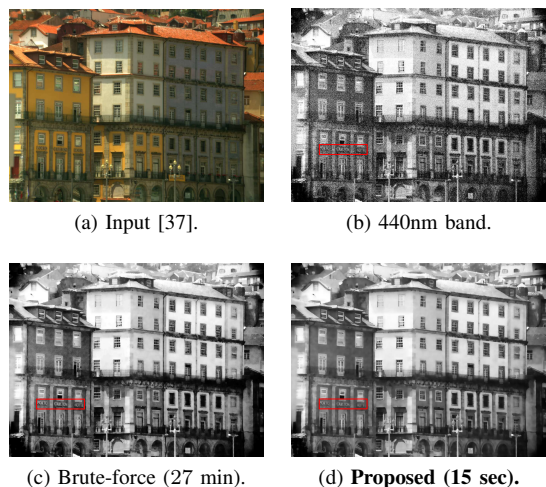 (a) Input [37].
(b) 440nm band.
(c) Brute-force (27 min).
(d) Proposed (15 sec).